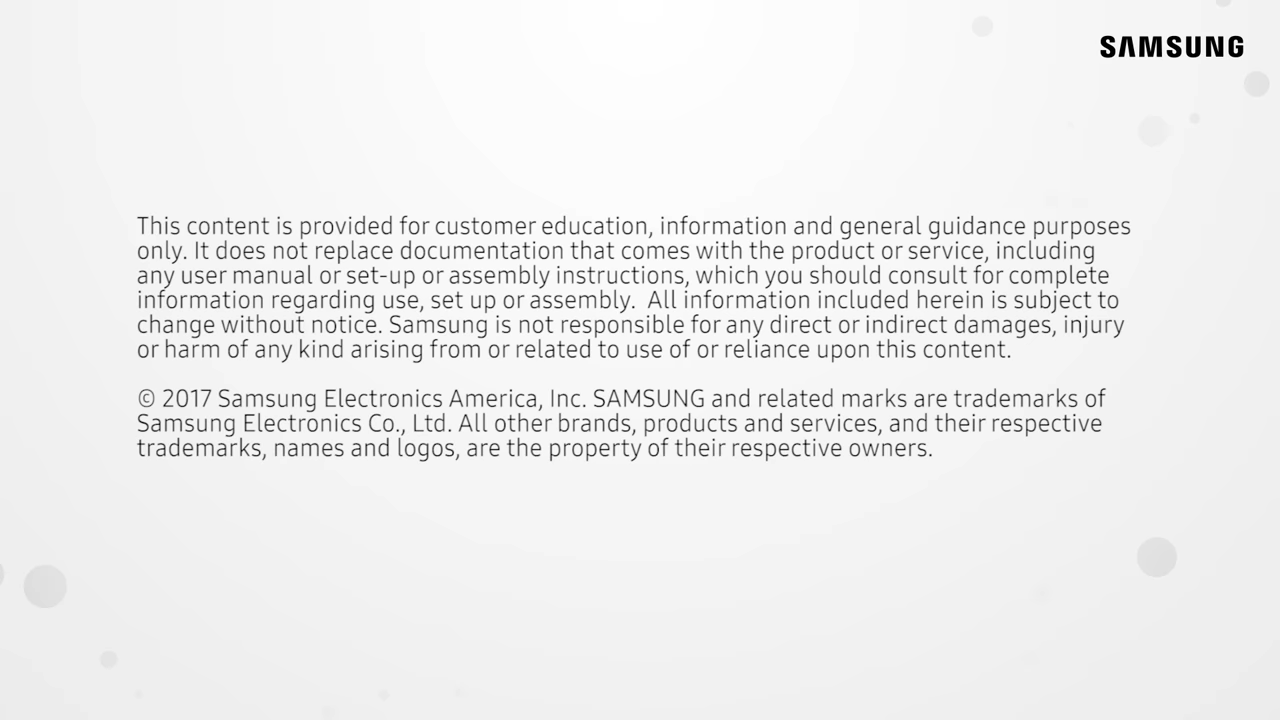 SAMSUNG
This content is provided for customer education, information and general guidance purposes
only. It does not replace documentation that comes with the product or service, including
any user manual or set-up or assembly instructions, which you should consult for complete
information regarding use, set up or assembly.  All information included herein is subject to
change without notice. Samsung is not responsible for any direct or indirect damages, injury
or harm of any kind arising from or related to use of or reliance upon this content.
© 2017 Samsung Electronics America, Inc. SAMSUNG and related marks are trademarks of
Samsung Electronics Co., Ltd. All other brands, products and services, and their respective
trademarks, names and logos, are the property of their respective owners.